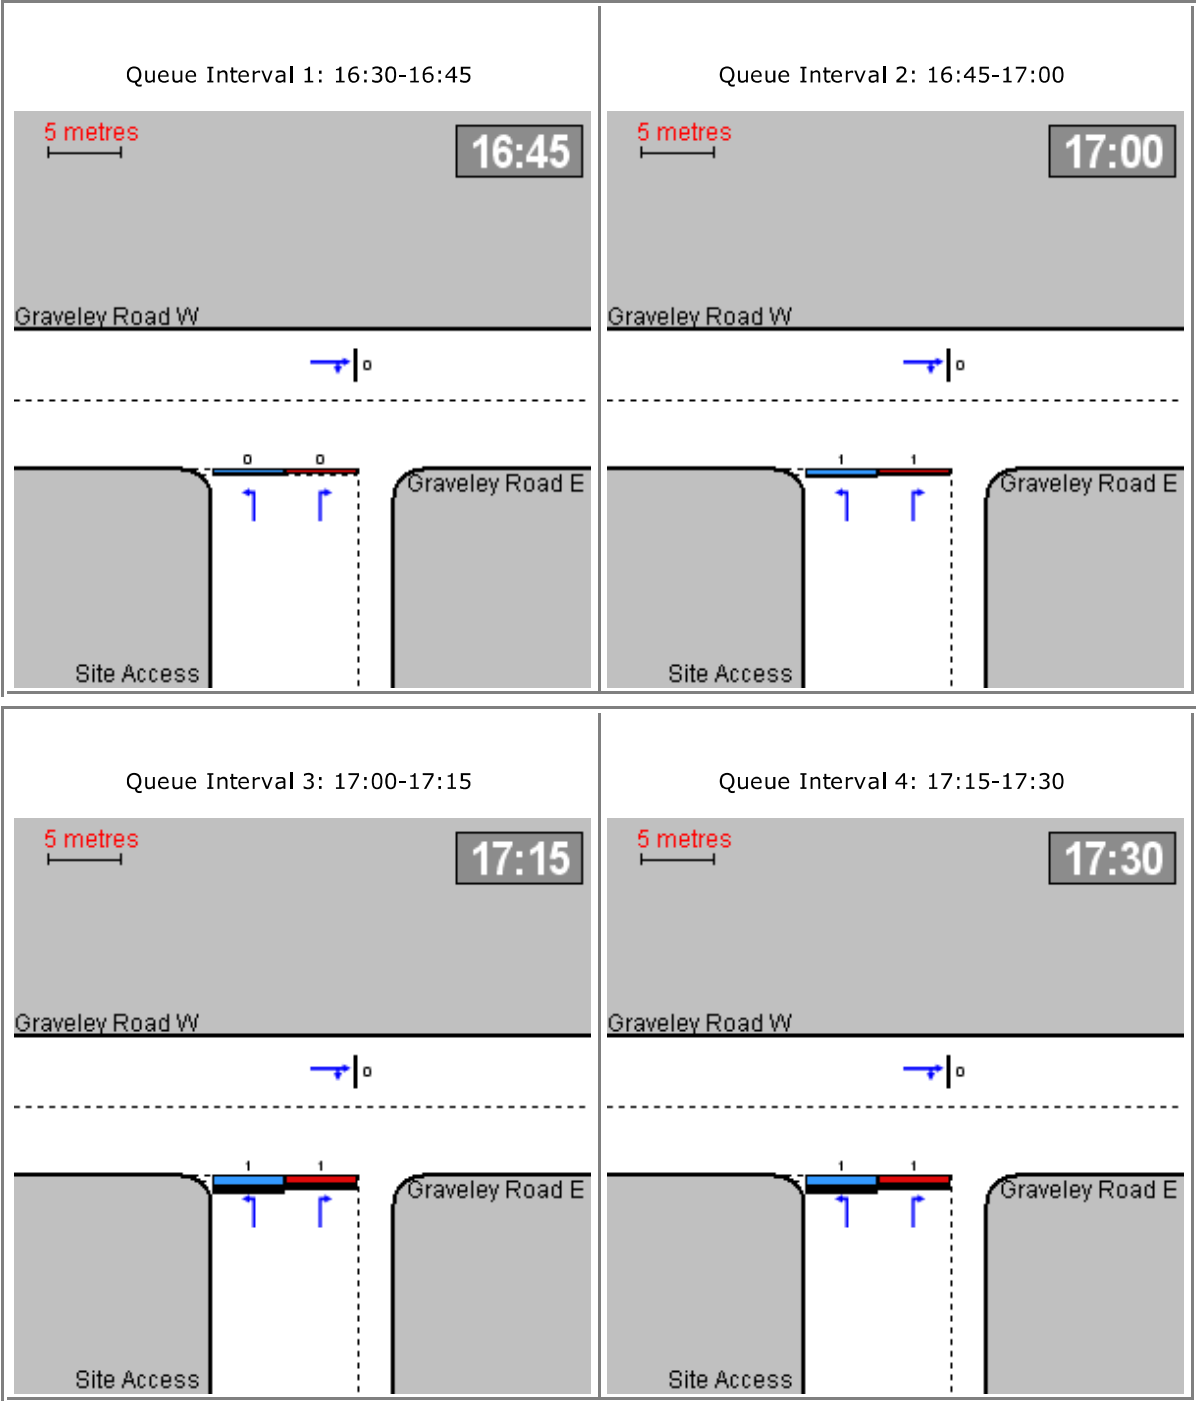 Queue Interval 1: 16:30-16:45
5 metres
16:45
Graveley Road W
0
0 0
Graveley Road E
Site Access
Queue Interval 2: 16:45-17:00
5 metres
17:00
Graveley Road W
0
1 1
Graveley Road E
Site Access
Queue Interval 3: 17:00-17:15
5 metres
17:15
Graveley Road W
0
1 1
Graveley Road E
Site Access
Queue Interval 4: 17:15-17:30
5 metres
17:30
Graveley Road W
0
1 1
Graveley Road E
Site Access